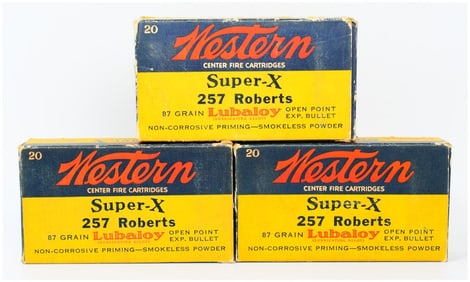 20
Western
CENTER FIRE CARTRIDGES
Super-X
257 Roberts
87 GRAIN Lubaloy OPEN POINT
EXP. BULLET
NON-CORROSIVE PRIMING—SMOKELESS POWDER
20
Western
CENTER FIRE CARTRIDGES
Super-X
257 Roberts
87 GRAIN Lubaloy OPEN POINT
EXP. BULLET
NON-CORROSIVE PRIMING—SMOKELESS POWDER
20
Western
CENTER FIRE CARTRIDGES
Super-X
257 Roberts
87 GRAIN Lubaloy OPEN POINT
EXP. BULLET
NON-CORROSIVE PRIMING—SMOKELESS POWDER